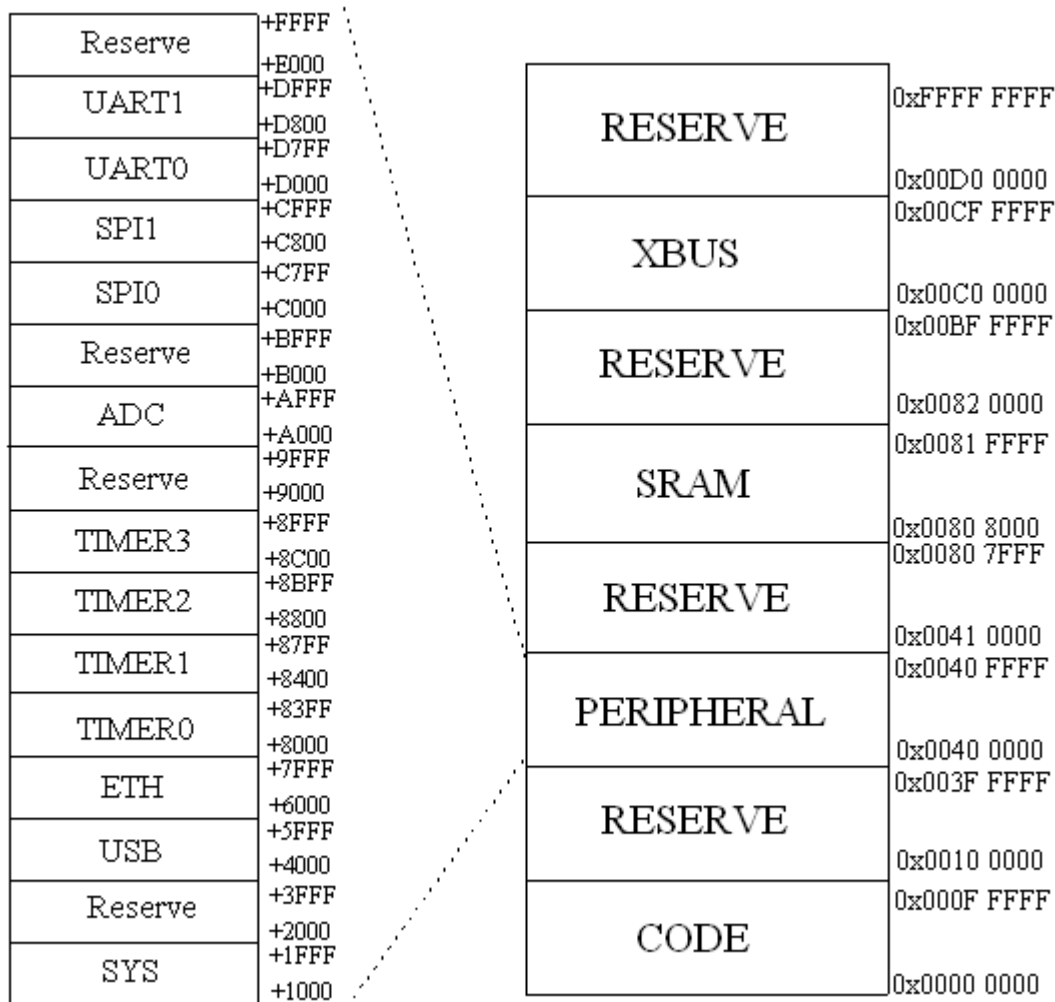 Reserve
+FFFF
+E000
UART1
+DFFF
+D800
UART0
+D7FF
+D000
SPI1
+CFFF
+C800
SPI0
+C7FF
+C000
Reserve
+BFFF
+B000
ADC
+AFFF
+A000
Reserve
+9FFF
+9000
TIMER3
+8FFF
+8C00
TIMER2
+8BFF
+8800
TIMER1
+87FF
+8400
TIMER0
+83FF
+8000
ETH
+7FFF
+6000
USB
+5FFF
+4000
Reserve
+3FFF
+2000
SYS
+1FFF
+1000
RESERVE
0xFFFF FFFF
0x00D0 0000
XBUS
0x00CF FFFF
0x00C0 0000
RESERVE
0x00BF FFFF
0x0082 0000
SRAM
0x0081 FFFF
0x0080 8000
RESERVE
0x0080 7FFF
0x0041 0000
PERIPHERAL
0x0040 FFFF
0x0040 0000
RESERVE
0x003F FFFF
0x0010 0000
CODE
0x000F FFFF
0x0000 0000